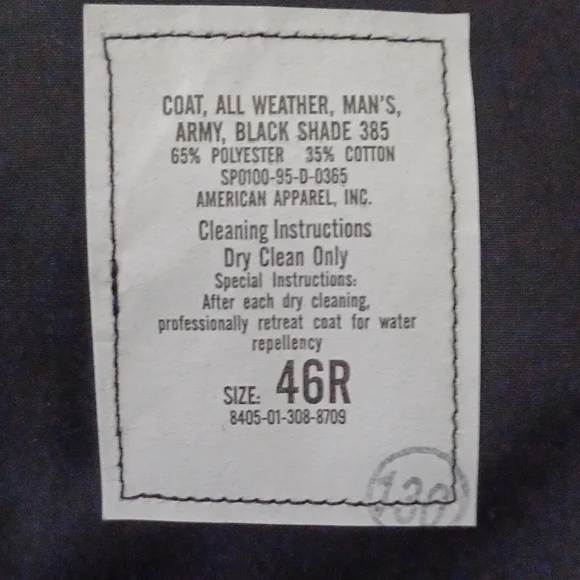 COAT, ALL WEATHER, MAN'S,
ARMY, BLACK SHADE 385
65% POLYESTER 35% COTTON
SP0100-95-D-0365
AMERICAN APPAREL, INC.
Cleaning Instructions
Dry Clean Only
Special Instructions:
After each dry cleaning,
professionally retreat coat for water
repellency
SIZE: 46R
8405-01-308-8709
130